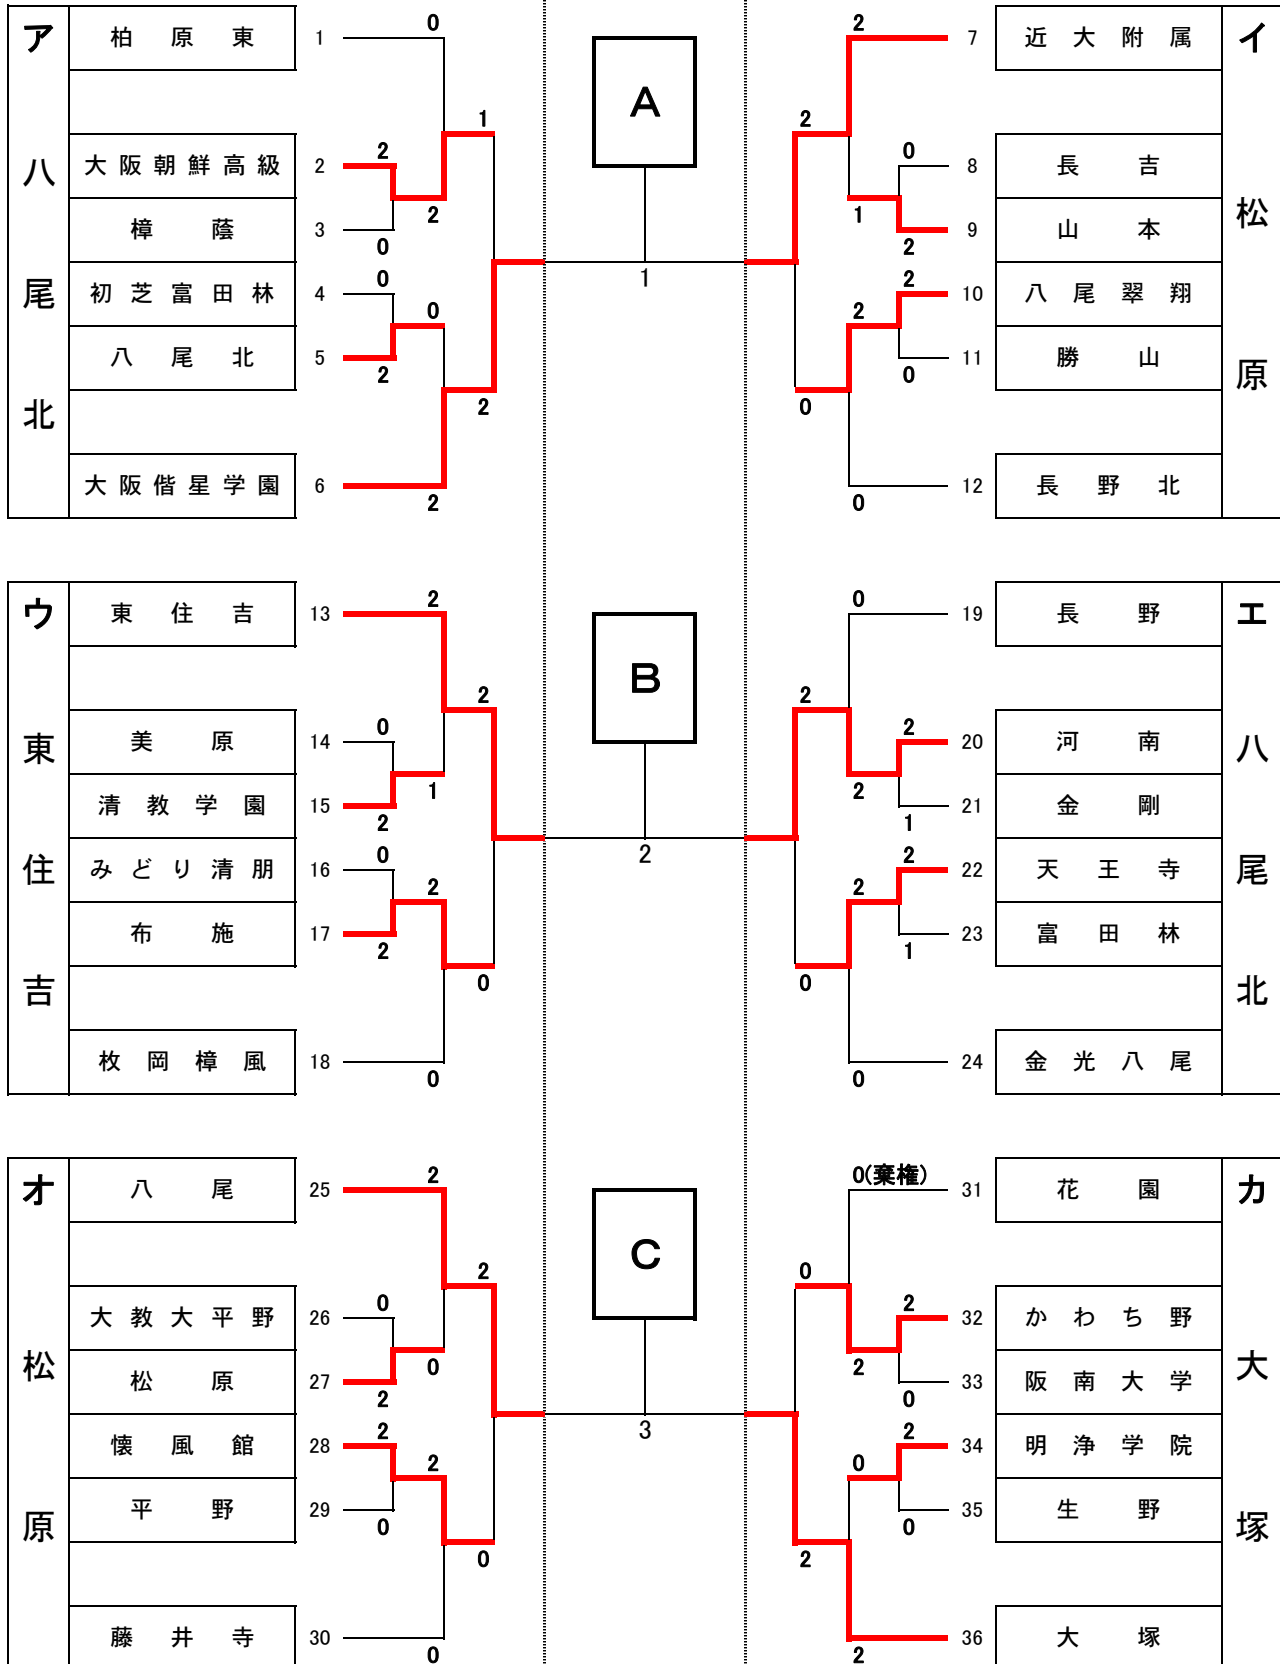 ア 八尾北
柏原東 1 0
大阪朝鮮高級 2 2
樟蔭 3 0
初芝富田林 4 0
八尾北 5 2
大阪偕星学園 6 2
1
2
0
2
A
1
イ 松原
2 7 近大附属
0 8 長吉
2 9 山本
2 10 八尾翠翔
0 11 勝山
0 12 長野北
2
1
2
0
ウ 東住吉
東住吉 13 2
美原 14 0
清教学園 15 2
みどり清朋 16 0
布施 17 2
枚岡樟風 18 0
2
1
2
0
B
2
エ 八尾北
0 19 長野
2 20 河南
1 21 金剛
2 22 天王寺
1 23 富田林
0 24 金光八尾
2
2
2
0
オ 松原
八尾 25 2
大教大平野 26 0
松原 27 2
懐風館 28 2
平野 29 0
藤井寺 30 0
2
0
2
0
C
3
カ 大塚
0(棄権) 31 花園
2 32 かわち野
0 33 阪南大学
2 34 明浄学院
0 35 生野
2 36 大塚
0
2
0
2